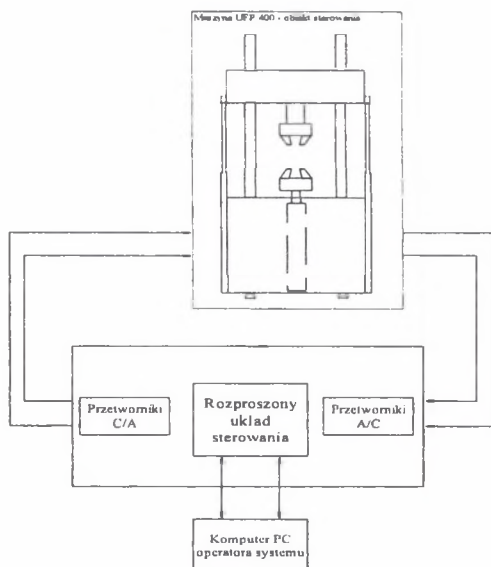 Maszyna UFP 400 - obiekt sterowania
Przetworniki
C/A
Rozproszony
układ
sterowania
Przetworniki
A/C
Komputer PC
operatora systemu